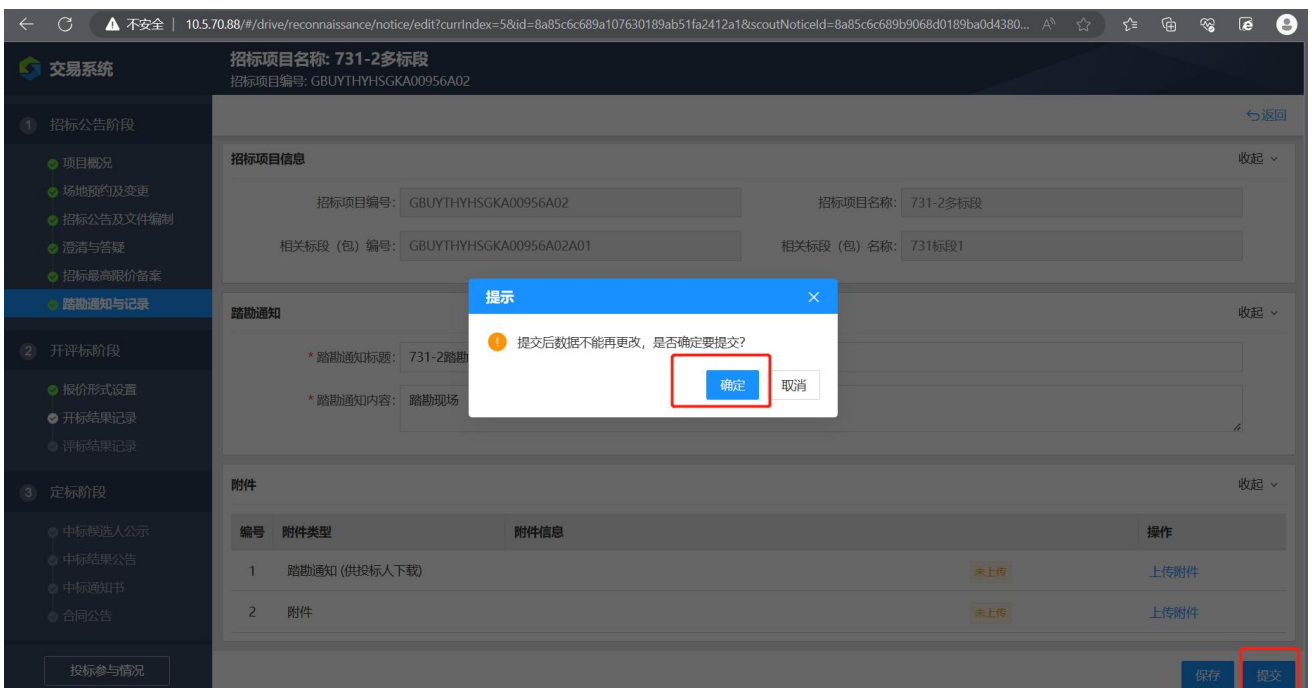 不安全 | 10.5.70.88/#/drive/reconnaissance/notice/edit?currIndex=5&id=8a85c6c689a107630189ab51fa2412a1&scoutNoticeId=8a85c6c689b9068d0189ba0d4380...
交易系统
招标项目名称: 731-2多标段
招标项目编号: GBUYTHYHSGKA00956A02
返回
1 招标公告阶段
项目概况
场地预约及变更
招标公告及文件编制
澄清与答疑
招标最高限价备案
踏勘通知与记录
2 开评标阶段
报价形式设置
开标结果记录
评标结果记录
3 定标阶段
中标候选人公示
中标结果公告
中标通知书
合同公告
投标参与情况
招标项目信息 收起
招标项目编号: GBUYTHYHSGKA00956A02 招标项目名称: 731-2多标段
相关标段（包）编号: GBUYTHYHSGKA00956A02A01 相关标段（包）名称: 731标段1
踏勘通知 收起
* 踏勘通知标题: 731-2踏勘
* 踏勘通知内容: 踏勘现场
提示
提交后数据不能再更改，是否确定要提交?
确定 取消
附件 收起
编号 附件类型 附件信息 操作
1 踏勘通知 (供投标人下载) 未上传 上传附件
2 附件 未上传 上传附件
保存 提交